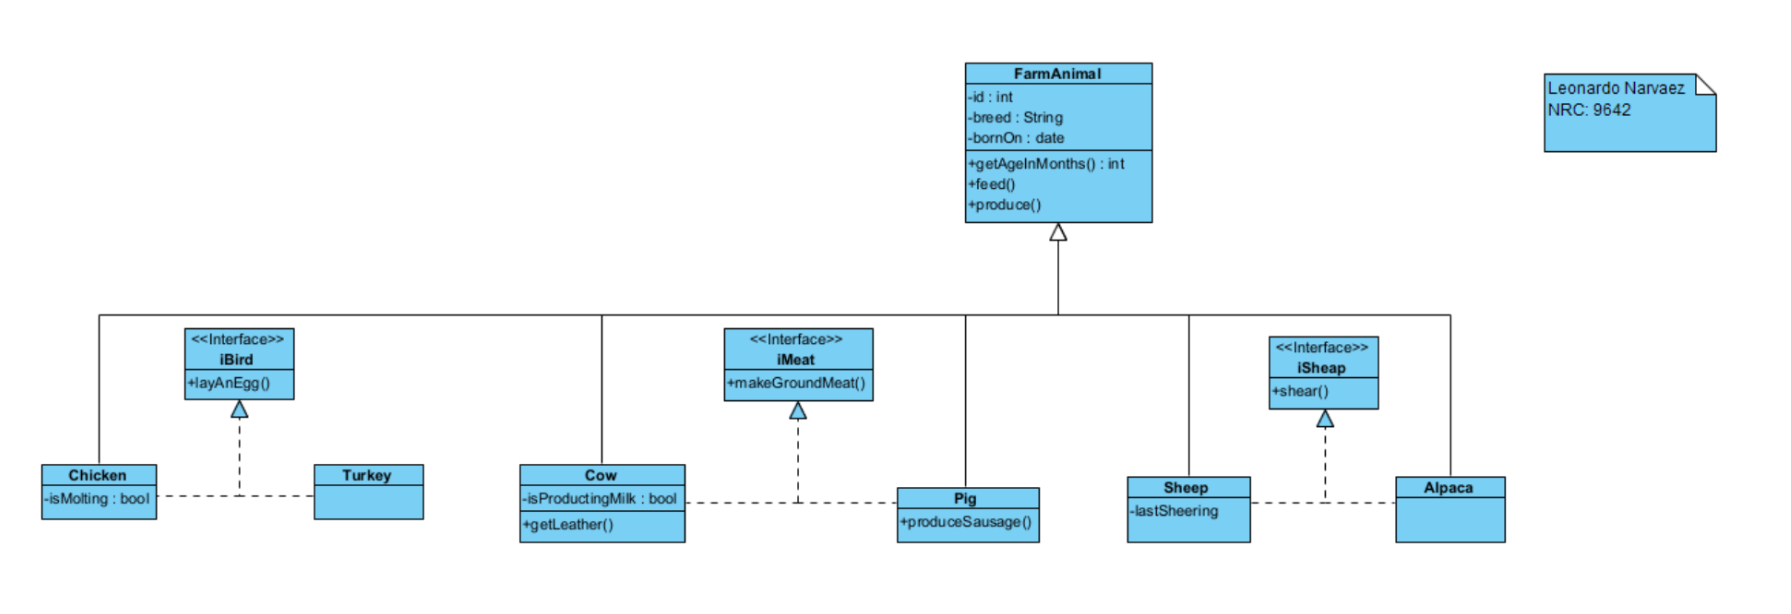 FarmAnimal
-id : int
-breed : String
-bornOn : date
+getAgeInMonths() : int
+feed()
+produce()
Leonardo Narvaez
NRC: 9642
<<Interface>>
iBird
+layAnEgg()
<<Interface>>
iMeat
+makeGroundMeat()
<<Interface>>
iSheap
+shear()
Chicken
-isMolting : bool
Turkey
Cow
-isProductingMilk : bool
+getLeather()
Pig
+produceSausage()
Sheep
-lastSheering
Alpaca